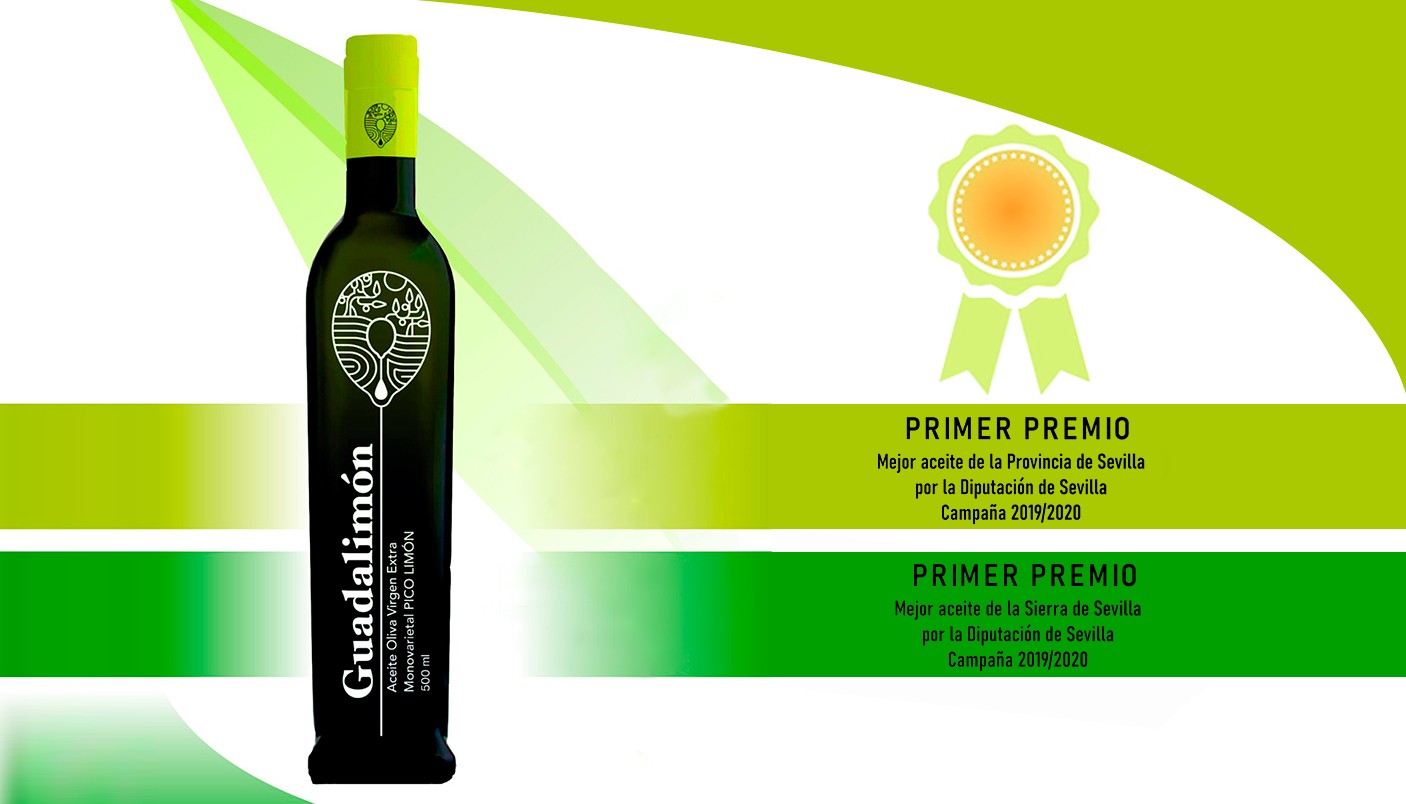 Guadalimón
Aceite Oliva Virgen Extra
Monovarietal PICO LIMÓN
500 ml
PRIMER PREMIO
Mejor aceite de la Provincia de Sevilla
por la Diputación de Sevilla
Campaña 2019/2020
PRIMER PREMIO
Mejor aceite de la Sierra de Sevilla
por la Diputación de Sevilla
Campaña 2019/2020